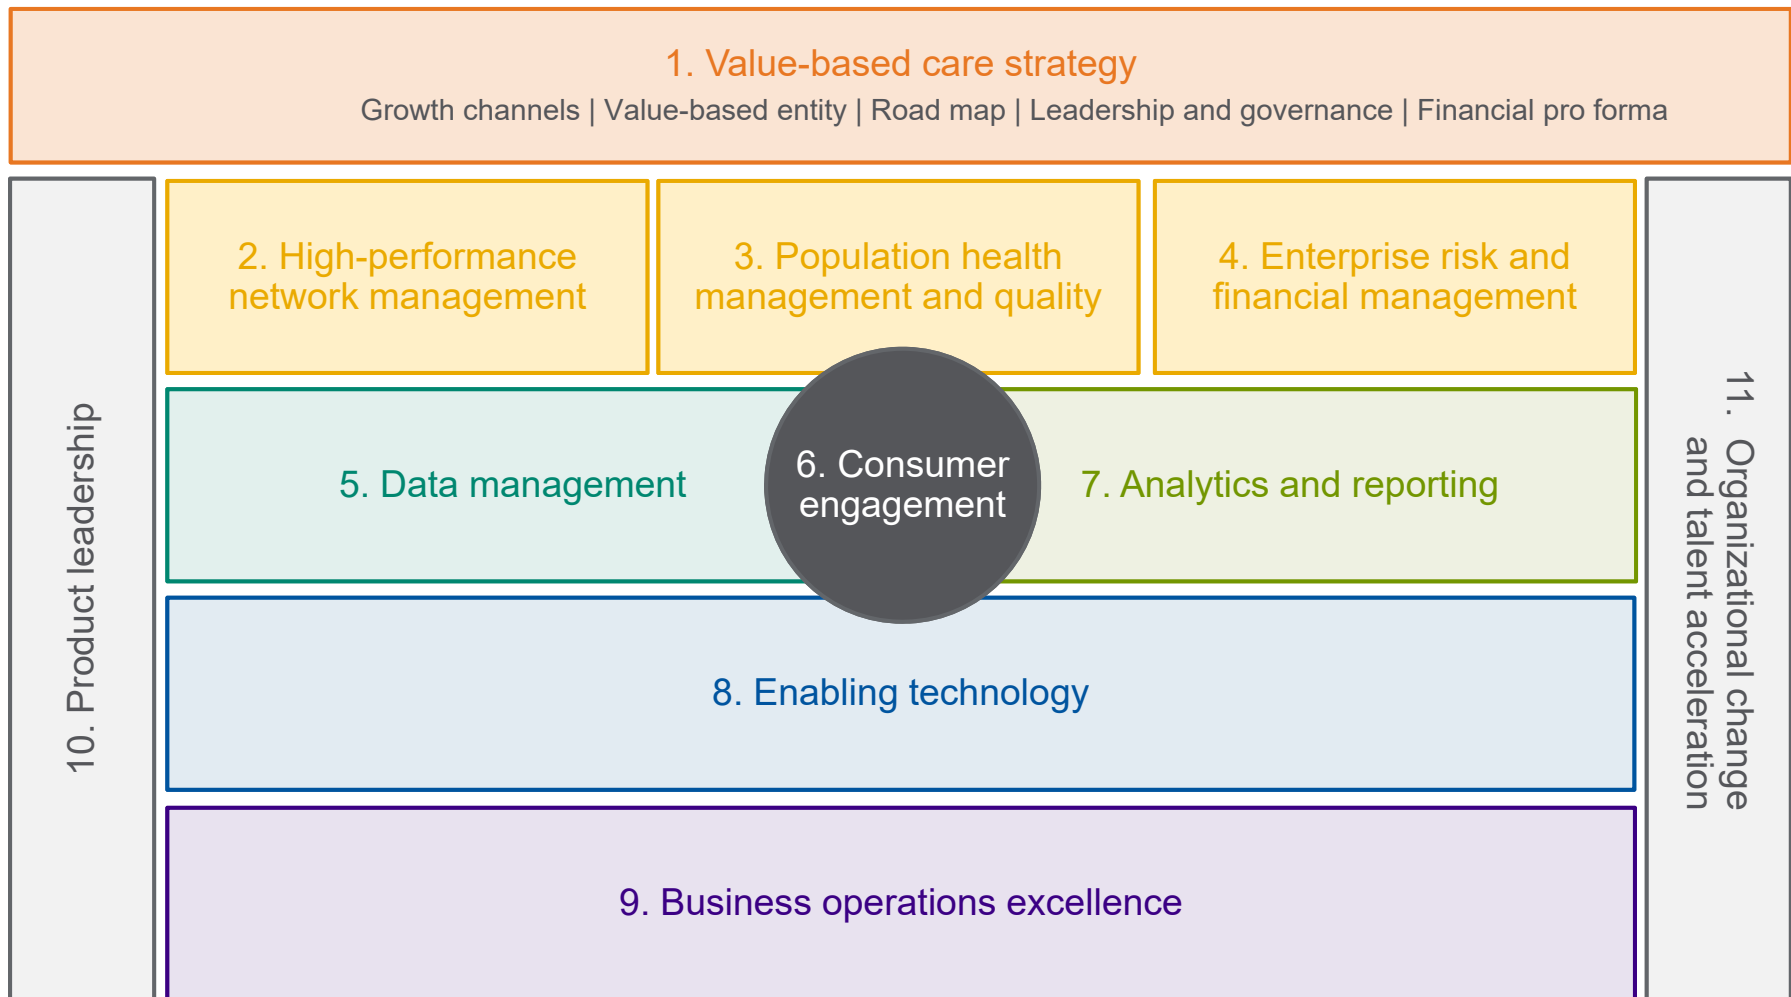 1. Value-based care strategy
Growth channels | Value-based entity | Road map | Leadership and governance | Financial pro forma
2. High-performance
network management
3. Population health
management and quality
4. Enterprise risk and
financial management
5. Data management
6. Consumer
engagement
7. Analytics and reporting
8. Enabling technology
9. Business operations excellence
10. Product leadership
11. Organizational change
and talent acceleration